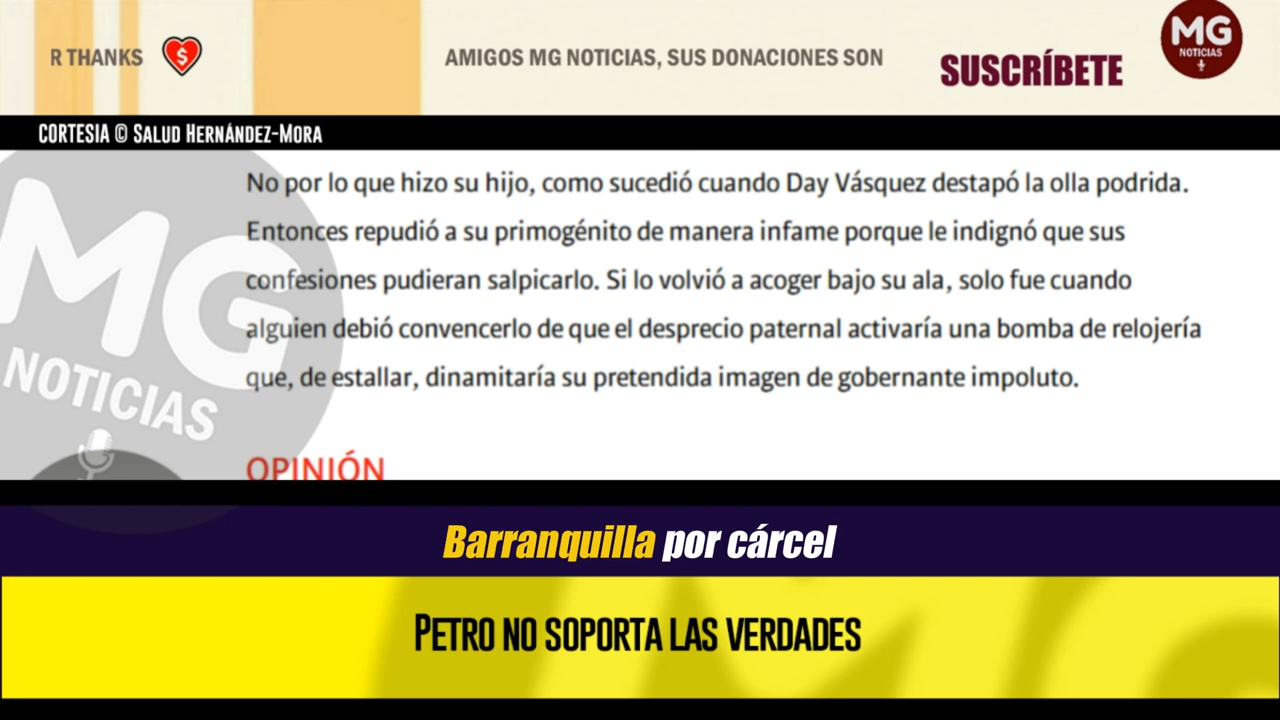 R THANKS
AMIGOS MG NOTICIAS, SUS DONACIONES SON
SUSCRÍBETE
MG
NOTICIAS
CORTESIA © SALUD HERNÁNDEZ-MORA
No por lo que hizo su hijo, como sucedió cuando Day Vásquez destapó la olla podrida.
Entonces repudió a su primogénito de manera infame porque le indignó que sus
confesiones pudieran salpicarlo. Si lo volvió a acoger bajo su ala, solo fue cuando
alguien debió convencerlo de que el desprecio paternal activaría una bomba de relojería
que, de estallar, dinamitaría su pretendida imagen de gobernante impoluto.
MG
NOTICIAS
OPINIÓN
Barranquilla por cárcel
PETRO NO SOPORTA LAS VERDADES